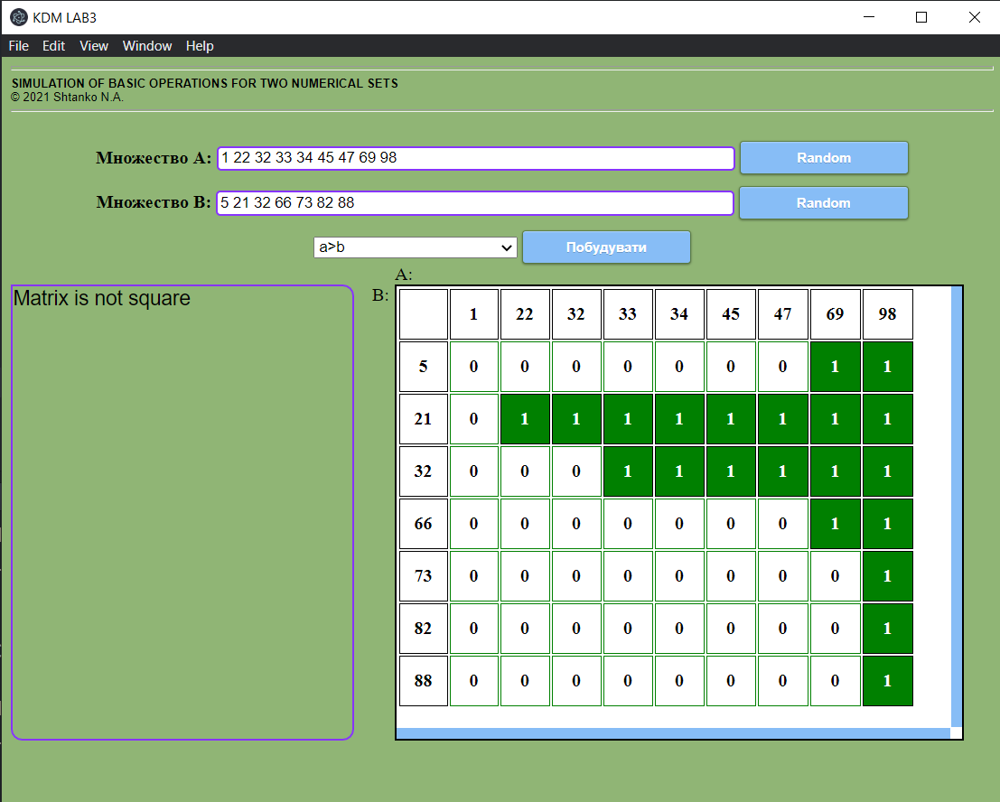 KDM LAB3
File Edit View Window Help
SIMULATION OF BASIC OPERATIONS FOR TWO NUMERICAL SETS
© 2021 Shtanko N.A.
Множество А: 1 22 32 33 34 45 47 69 98 Random
Множество В: 5 21 32 66 73 82 88 Random
a>b Побудувати
A:
Matrix is not square B:
1 22 32 33 34 45 47 69 98
5 0 0 0 0 0 0 0 1 1
21 0 1 1 1 1 1 1 1 1
32 0 0 0 1 1 1 1 1 1
66 0 0 0 0 0 0 0 1 1
73 0 0 0 0 0 0 0 0 1
82 0 0 0 0 0 0 0 0 1
88 0 0 0 0 0 0 0 0 1